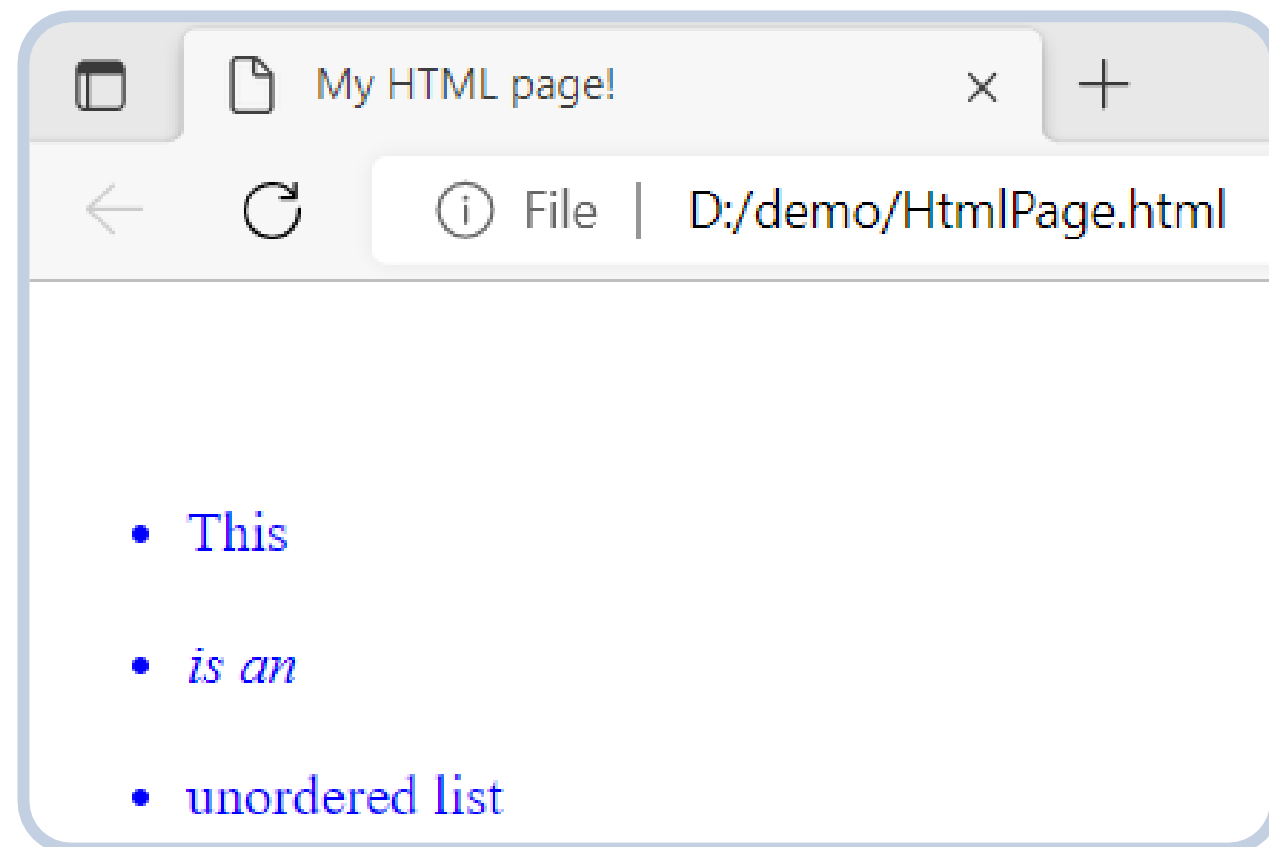 My HTML page!
File | D:/demo/HtmlPage.html
• This
• is an
• unordered list